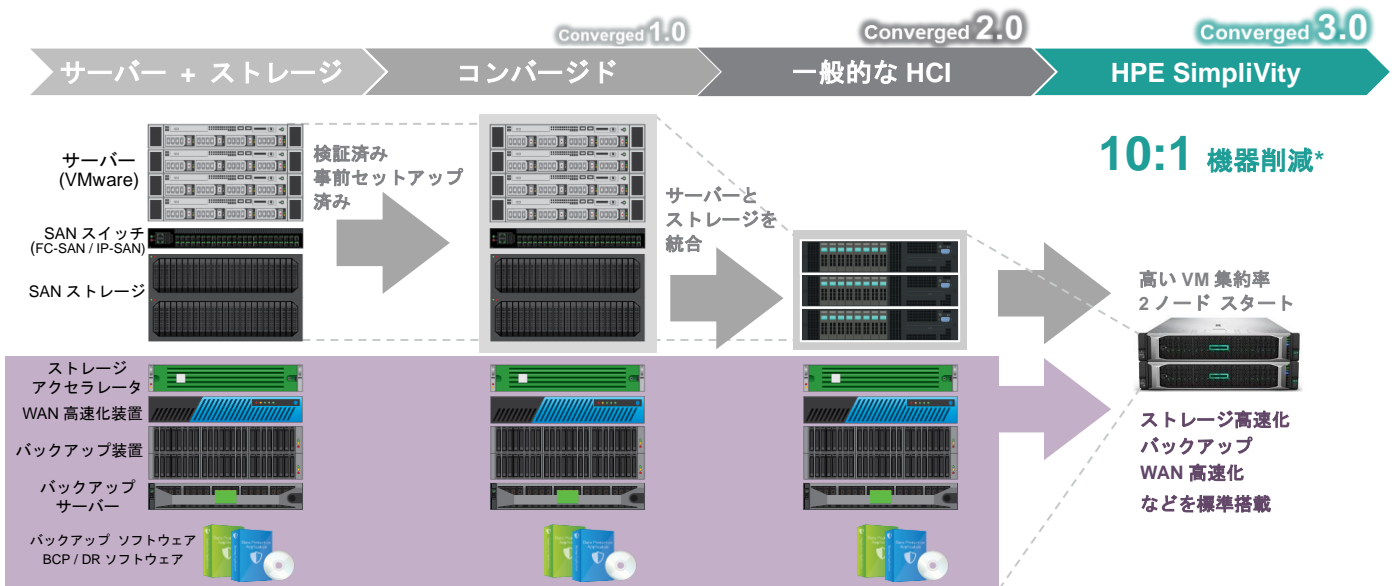 Converged 1.0
Converged 2.0
Converged 3.0
サーバー + ストレージ
コンバージド
一般的な HCI
HPE SimpliVity
サーバー
(VMware)
検証済み
事前セットアップ
済み
10:1 機器削減*
サーバーと
ストレージを
統合
SAN スイッチ
(FC-SAN / IP-SAN)
SAN ストレージ
高い VM 集約率
2 ノード スタート
ストレージ
アクセラレータ
WAN 高速化装置
バックアップ装置
バックアップ
サーバー
バックアップ ソフトウェア
BCP / DR ソフトウェア
ストレージ高速化
バックアップ
WAN 高速化
などを標準搭載